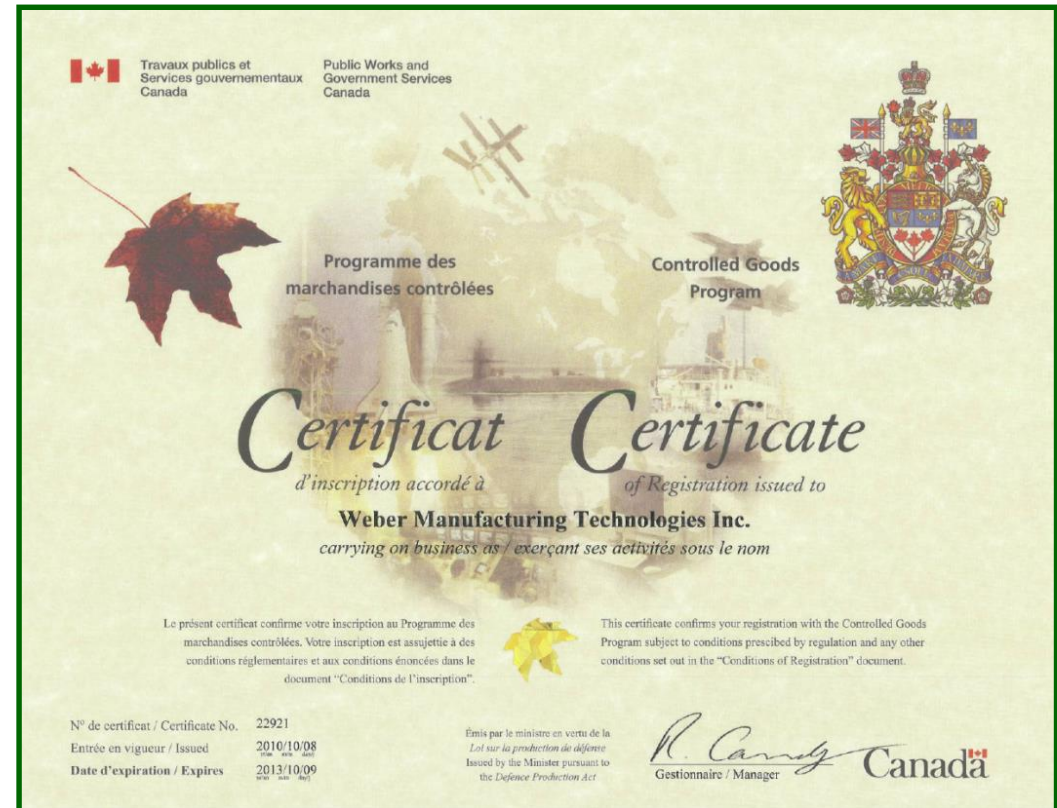 Travaux publics et
Services gouvernementaux
Canada
Public Works and
Government Services
Canada
Programme des
marchandises contrôlées
Controlled Goods
Program
Certificat
d'inscription accordé à
Certificate
of Registration issued to
Weber Manufacturing Technologies Inc.
carrying on business as / exerçant ses activités sous le nom
Le présent certificat confirme votre inscription au Programme des
marchandises contrôlées. Votre inscription est assujettie à des
conditions réglementaires et aux conditions énoncées dans le
document "Conditions de l'inscription".
This certificate confirms your registration with the Controlled Goods
Program subject to conditions prescibed by regulation and any other
conditions set out in the "Conditions of Registration" document.
Nº de certificat / Certificate No. 22921
Entrée en vigueur / Issued 2010/10/08
Date d'expiration / Expires 2013/10/09
Émis par le ministre en vertu de la
Loi sur la production de défense
Issued by the Minister pursuant to
the Defence Production Act
Gestionnaire / Manager
Canada